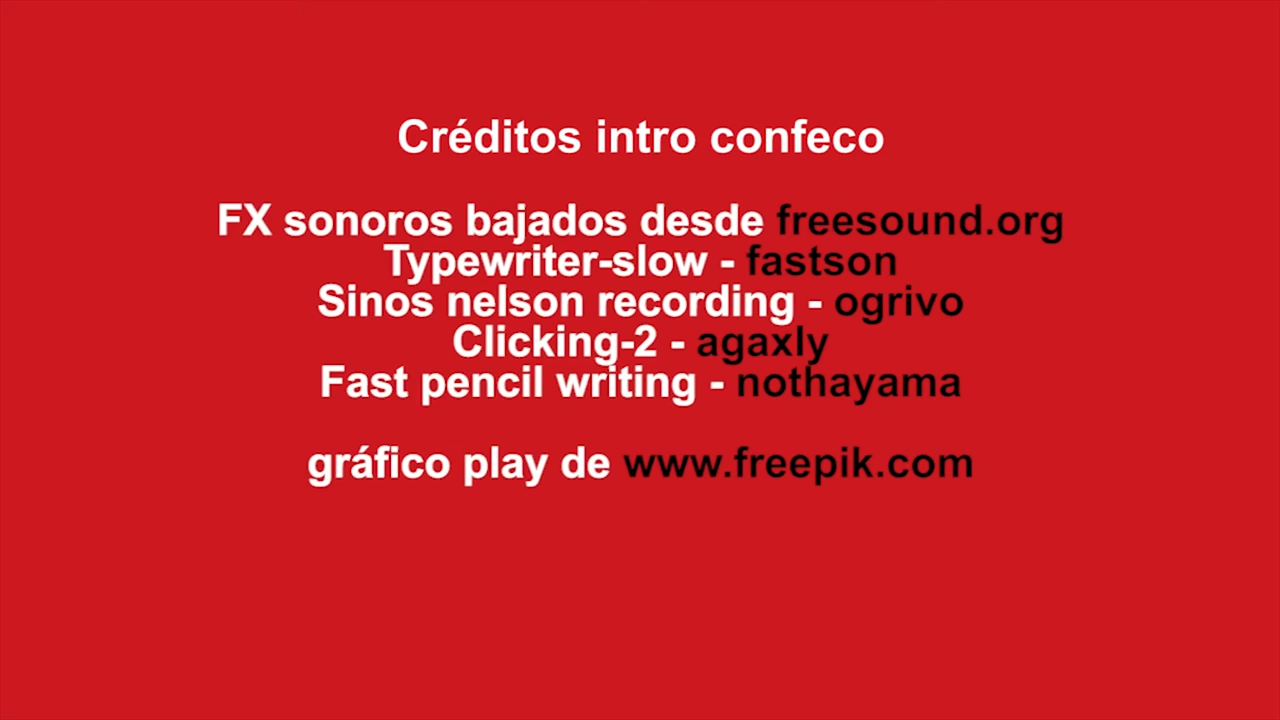 Créditos intro confeco
FX sonoros bajados desde freesound.org
Typewriter-slow - fastson
Sinos nelson recording - ogrivo
Clicking-2 - agaxly
Fast pencil writing - nothayama
gráfico play de www.freepik.com